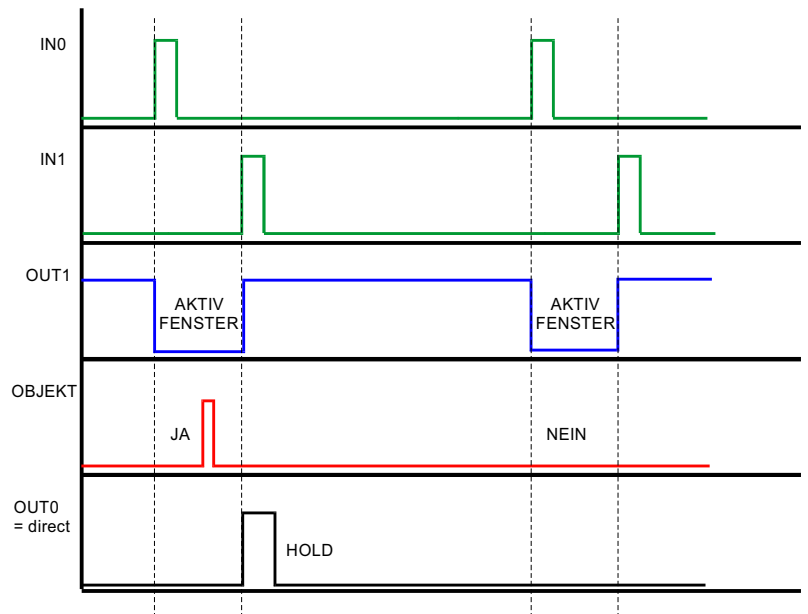 IN0
IN1
OUT1
AKTIV
FENSTER
AKTIV
FENSTER
OBJEKT
JA
NEIN
OUT0
= direct
HOLD